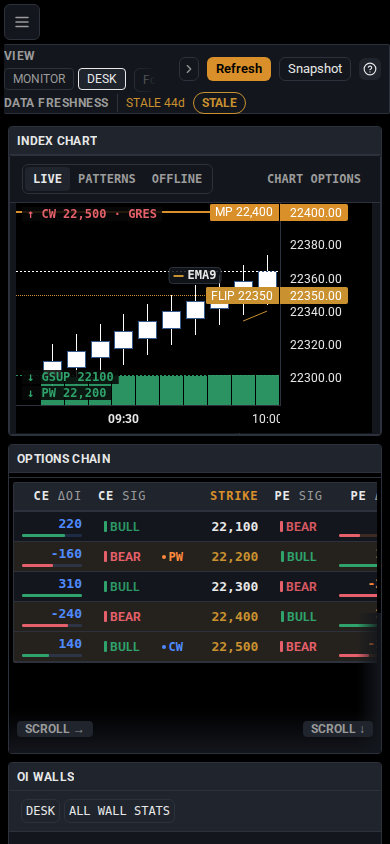 VIEW
MONITOR DESK
Refresh Snapshot
DATA FRESHNESS STALE 44d STALE
INDEX CHART
LIVE PATTERNS OFFLINE CHART OPTIONS
↑ CW 22,500 · GRES MP 22,400 22400.00
22380.00
EMA9 22360.00
FLIP 22350 22350.00
22340.00
22320.00
↓ GSUP 22100 22300.00
↓ PW 22,200
09:30 10:00
OPTIONS CHAIN
CE ΔOI CE SIG STRIKE PE SIG PE
220 BULL 22,100 BEAR
-160 BEAR •PW 22,200 BULL
310 BULL 22,300 BEAR
-240 BEAR 22,400 BULL
140 BULL •CW 22,500 BEAR
SCROLL → SCROLL ↓
OI WALLS
DESK ALL WALL STATS